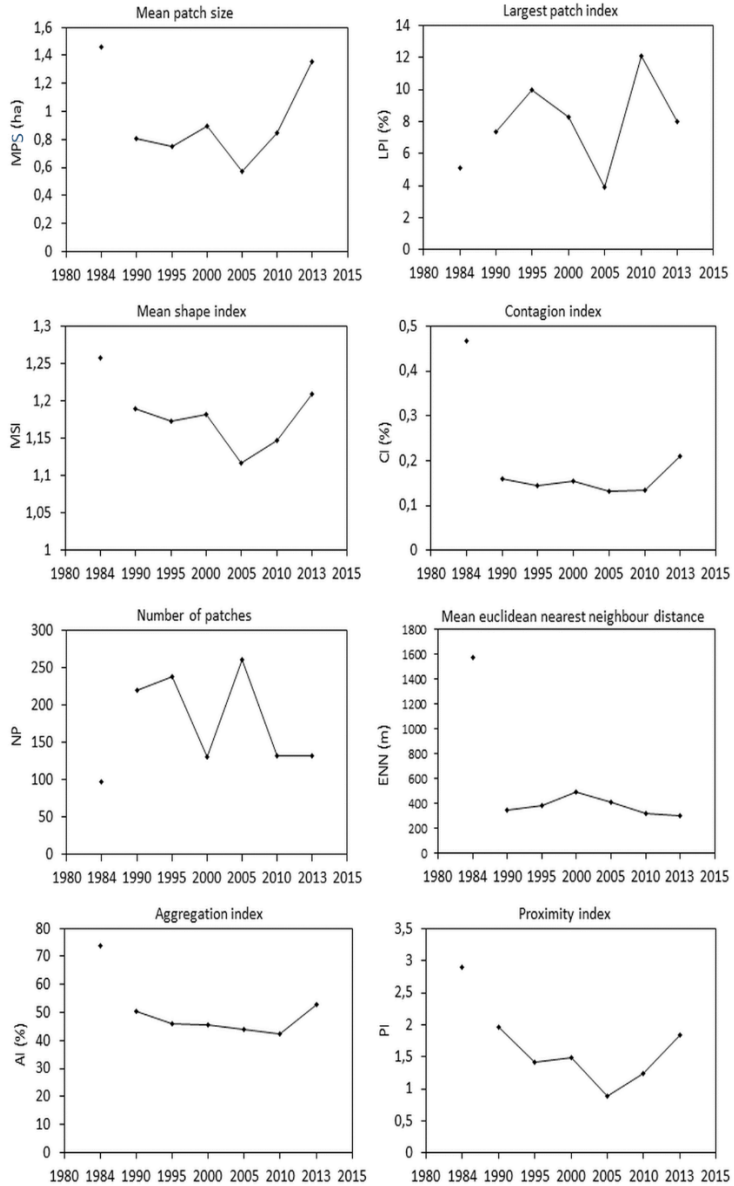 Mean patch size
1,6
1,4
1,2
1
0,8
0,6
0,4
0,2
0
MPS (ha)
1980 1984 1990 1995 2000 2005 2010 2013 2015
Largest patch index
14
12
10
8
6
4
2
0
LPI (%)
1980 1984 1990 1995 2000 2005 2010 2013 2015
Mean shape index
1,3
1,25
1,2
1,15
1,1
1,05
1
MSI
1980 1984 1990 1995 2000 2005 2010 2013 2015
Contagion index
0,5
0,4
0,3
0,2
0,1
0
CI (%)
1980 1984 1990 1995 2000 2005 2010 2013 2015
Number of patches
300
250
200
150
100
50
0
NP
1980 1984 1990 1995 2000 2005 2010 2013 2015
Mean euclidean nearest neighbour distance
1800
1600
1400
1200
1000
800
600
400
200
0
ENN (m)
1980 1984 1990 1995 2000 2005 2010 2013 2015
Aggregation index
80
70
60
50
40
30
20
10
0
AI (%)
1980 1984 1990 1995 2000 2005 2010 2013 2015
Proximity index
3,5
3
2,5
2
1,5
1
0,5
0
PI
1980 1984 1990 1995 2000 2005 2010 2013 2015